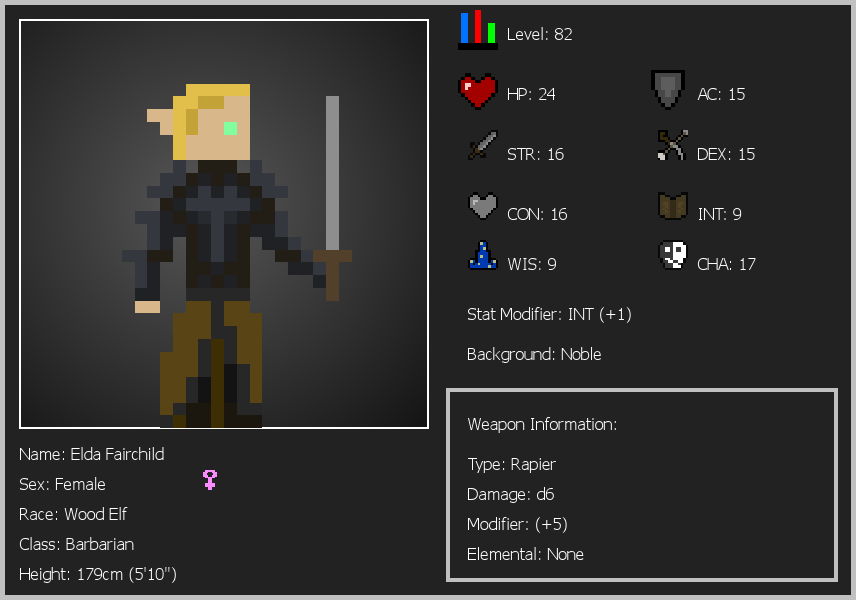 Level: 82
HP: 24
AC: 15
STR: 16
DEX: 15
CON: 16
INT: 9
WIS: 9
CHA: 17
Stat Modifier: INT (+1)
Background: Noble
Weapon Information:
Type: Rapier
Damage: d6
Modifier: (+5)
Elemental: None
Name: Elda Fairchild
Sex: Female
Race: Wood Elf
Class: Barbarian
Height: 179cm (5'10")